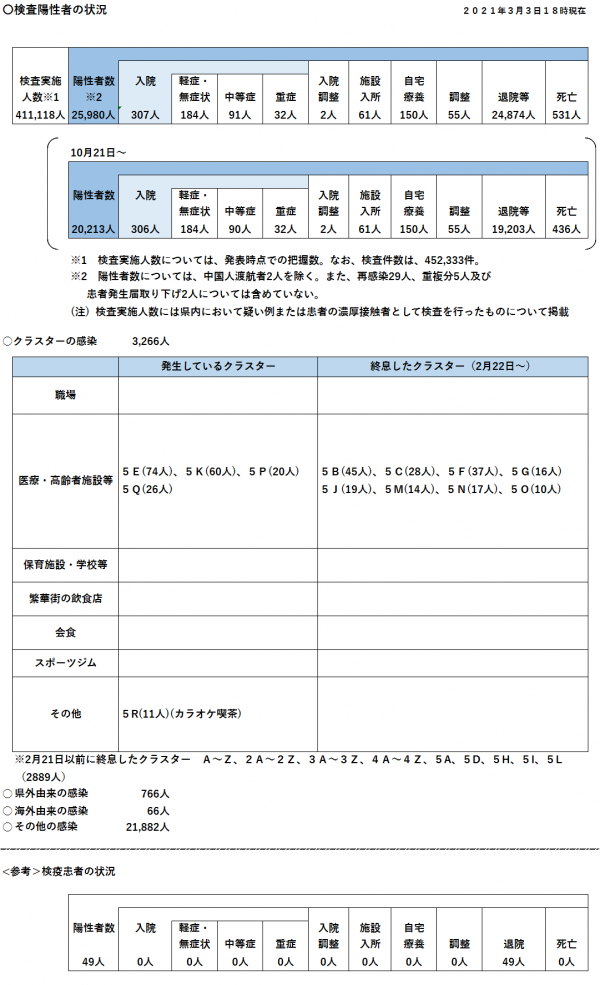 〇検査陽性者の状況 ２０２１年３月３日１８時現在
検査実施人数※1 陽性者数※2 入院 軽症・無症状 中等症 重症 入院調整 施設入所 自宅療養 調整 退院等 死亡
411,118人 25,980人 307人 184人 91人 32人 2人 61人 150人 55人 24,874人 531人
10月21日～
陽性者数 入院 軽症・無症状 中等症 重症 入院調整 施設入所 自宅療養 調整 退院等 死亡
20,213人 306人 184人 90人 32人 2人 61人 150人 55人 19,203人 436人
※1 検査実施人数については、発表時点での把握数。なお、検査件数は、452,333件。
※2 陽性者数については、中国人渡航者2人を除く。また、再感染29人、重複分5人及び
患者発生届取り下げ2人については含めていない。
(注) 検査実施人数には県内において疑い例または患者の濃厚接触者として検査を行ったものについて掲載
〇クラスターの感染 3,266人
発生しているクラスター 終息したクラスター（2月22日～）
職場
医療・高齢者施設等
５Ｅ(74人)、５Ｋ(60人)、５Ｐ(20人)
５Ｑ(26人)
５Ｂ(45人)、５Ｃ(28人)、５Ｆ(37人)、５Ｇ(16人)
５Ｊ(19人)、５Ｍ(14人)、５Ｎ(17人)、５Ｏ(10人)
保育施設・学校等
繁華街の飲食店
会食
スポーツジム
その他 ５Ｒ(11人)(カラオケ喫茶)
※2月21日以前に終息したクラスター Ａ～Ｚ、２Ａ～２Ｚ、３Ａ～３Ｚ、４Ａ～４Ｚ、５Ａ、５Ｄ、５Ｈ、５Ｉ、５Ｌ
（2889人）
〇県外由来の感染 766人
〇海外由来の感染 66人
〇その他の感染 21,882人
<参考＞検疫患者の状況
陽性者数 入院 軽症・無症状 中等症 重症 入院調整 施設入所 自宅療養 調整 退院 死亡
49人 0人 0人 0人 0人 0人 0人 0人 0人 49人 0人